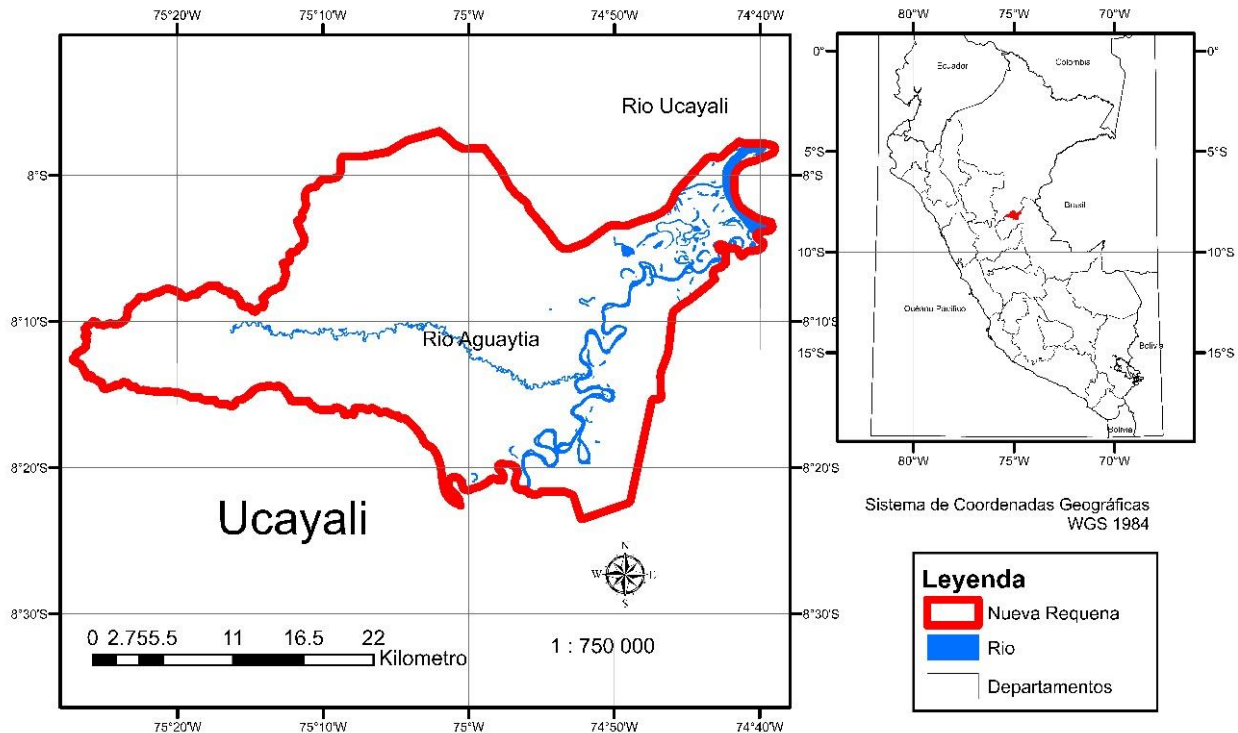 75°20'W 75°10'W 75°W 74°50'W 74°40'W
Rio Ucayali
8°S 8°S
8°10'S 8°10'S
Rio Aguaytia
8°20'S 8°20'S
Ucayali
N
W E
S
8°30'S 8°30'S
0 2.755.5 11 16.5 22
Kilometro
1 : 750 000
75°20'W 75°10'W 75°W 74°50'W 74°40'W
80°W 75°W 70°W
0° 0°
Ecuador Colombia
5°S 5°S
Brasil
10°S 10°S
Océano Pacifico
Bolivia
15°S 15°S
Bolivia
80°W 75°W 70°W
Sistema de Coordenadas Geográficas
WGS 1984
Leyenda
Nueva Requena
Rio
Departamentos